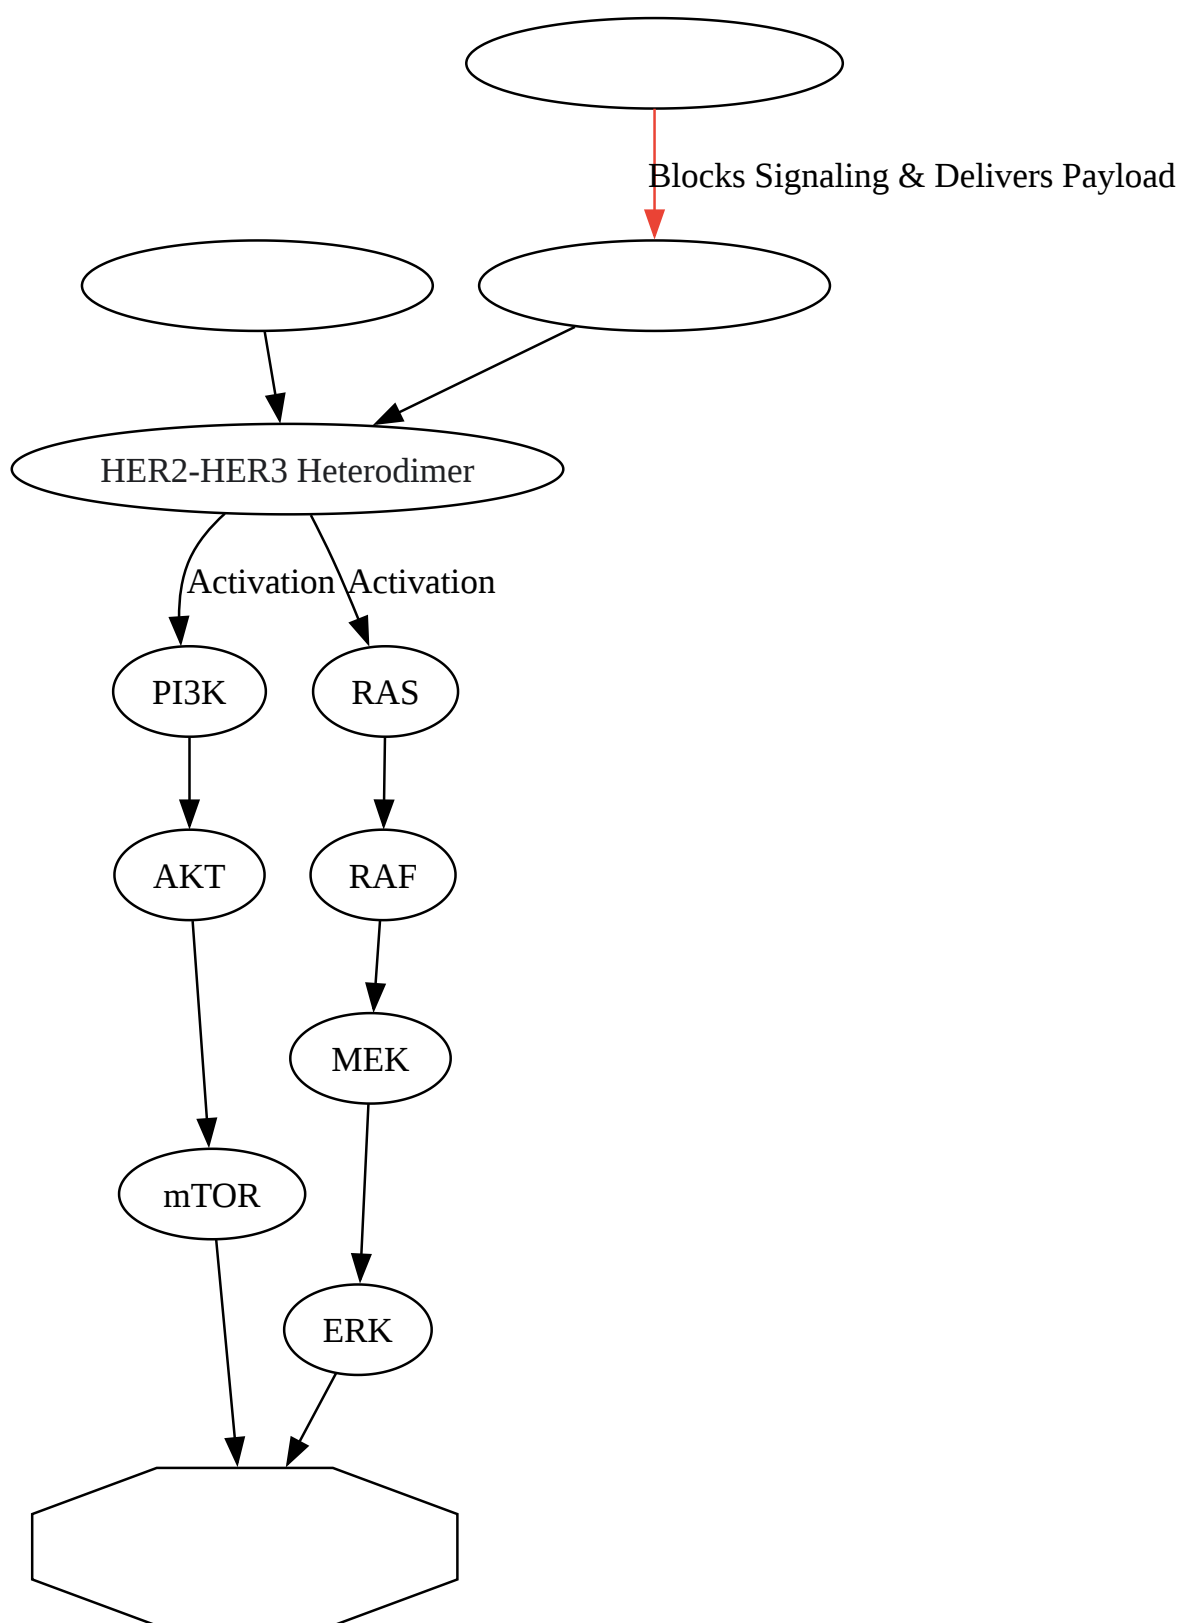 Blocks Signaling & Delivers Payload
HER2-HER3 Heterodimer
Activation
Activation
PI3K
RAS
AKT
RAF
MEK
mTOR
ERK